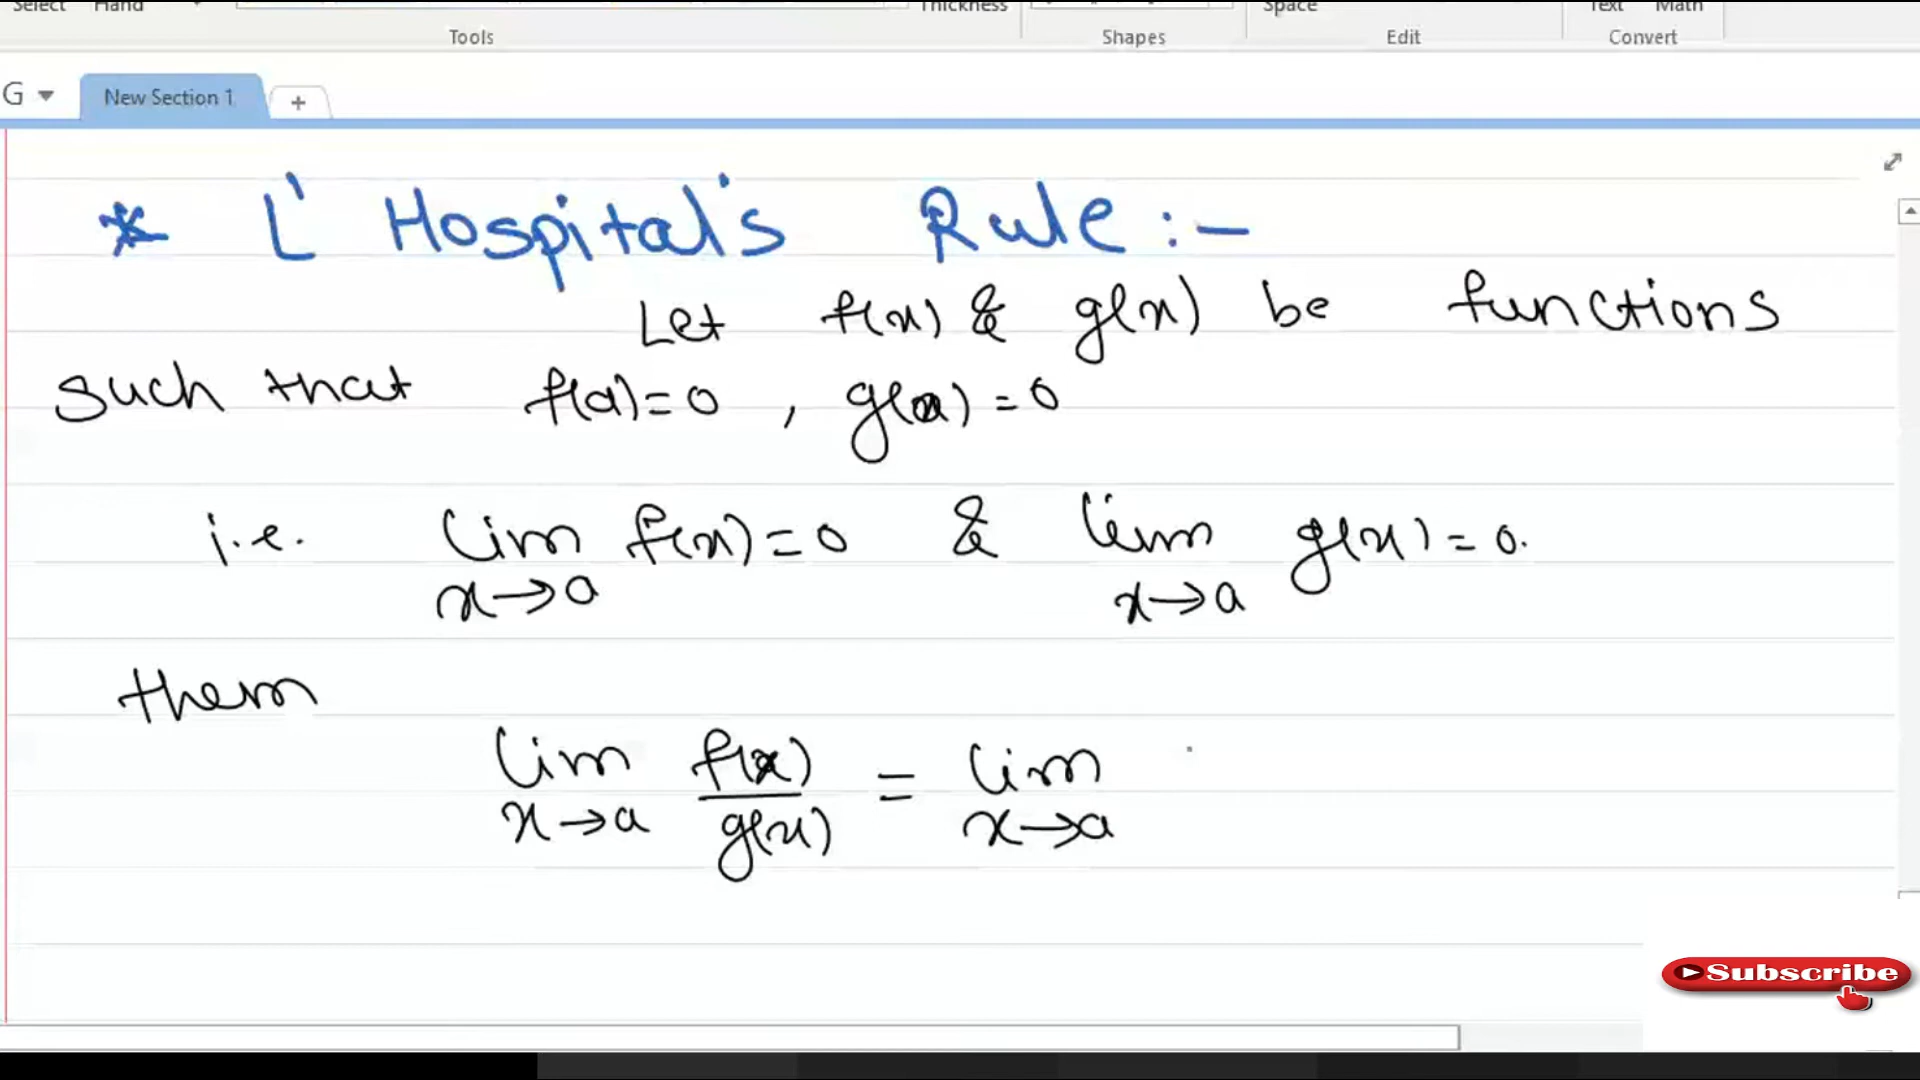 Select Hand Thickness Space Text Math
Tools Shapes Edit Convert
G New Section 1 +
* L' Hospital's Rule :-
Let f(x) & g(x) be functions
such that f(a)=0 , g(a)=0
i.e. lim f(x)=0 & lim g(x)=0.
x→a x→a
then
lim f(x)/g(x) = lim
x→a x→a
Subscribe